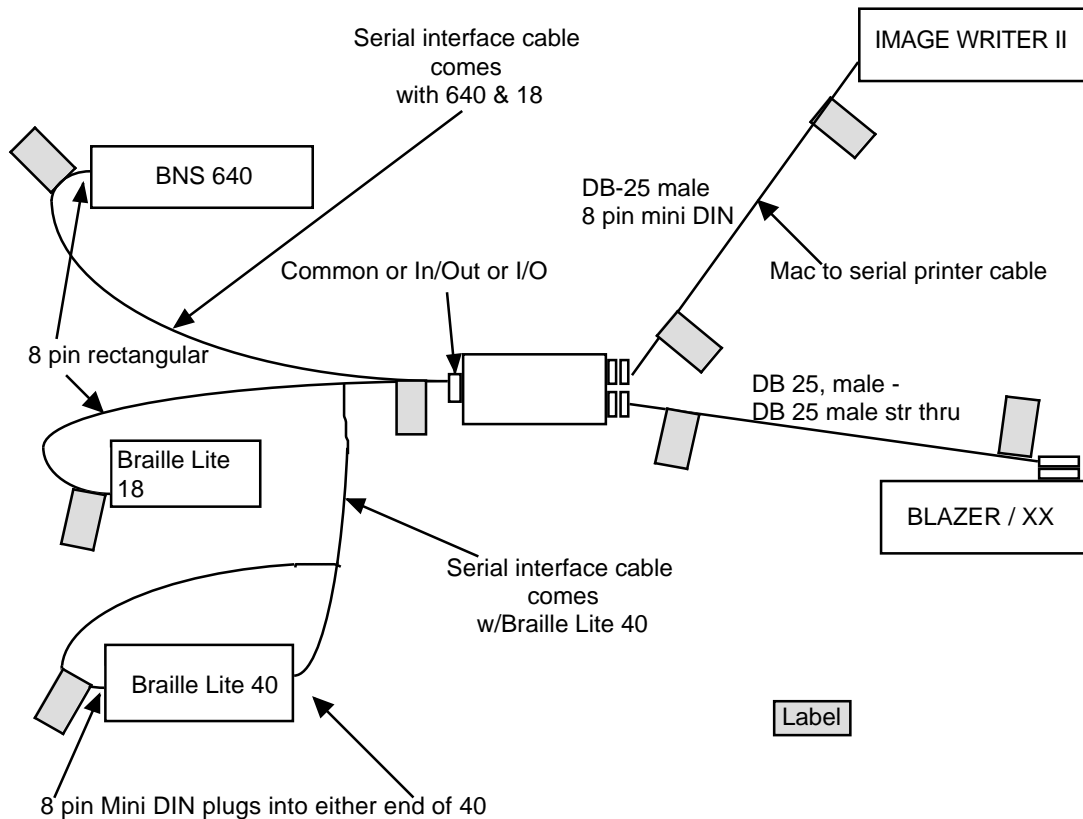 Serial interface cable
comes
with 640 & 18
IMAGE WRITER II
BNS 640
DB-25 male
8 pin mini DIN
Common or In/Out or I/O
Mac to serial printer cable
8 pin rectangular
DB 25, male -
DB 25 male str thru
Braille Lite
18
BLAZER / XX
Serial interface cable
comes
w/Braille Lite 40
Braille Lite 40
Label
8 pin Mini DIN plugs into either end of 40